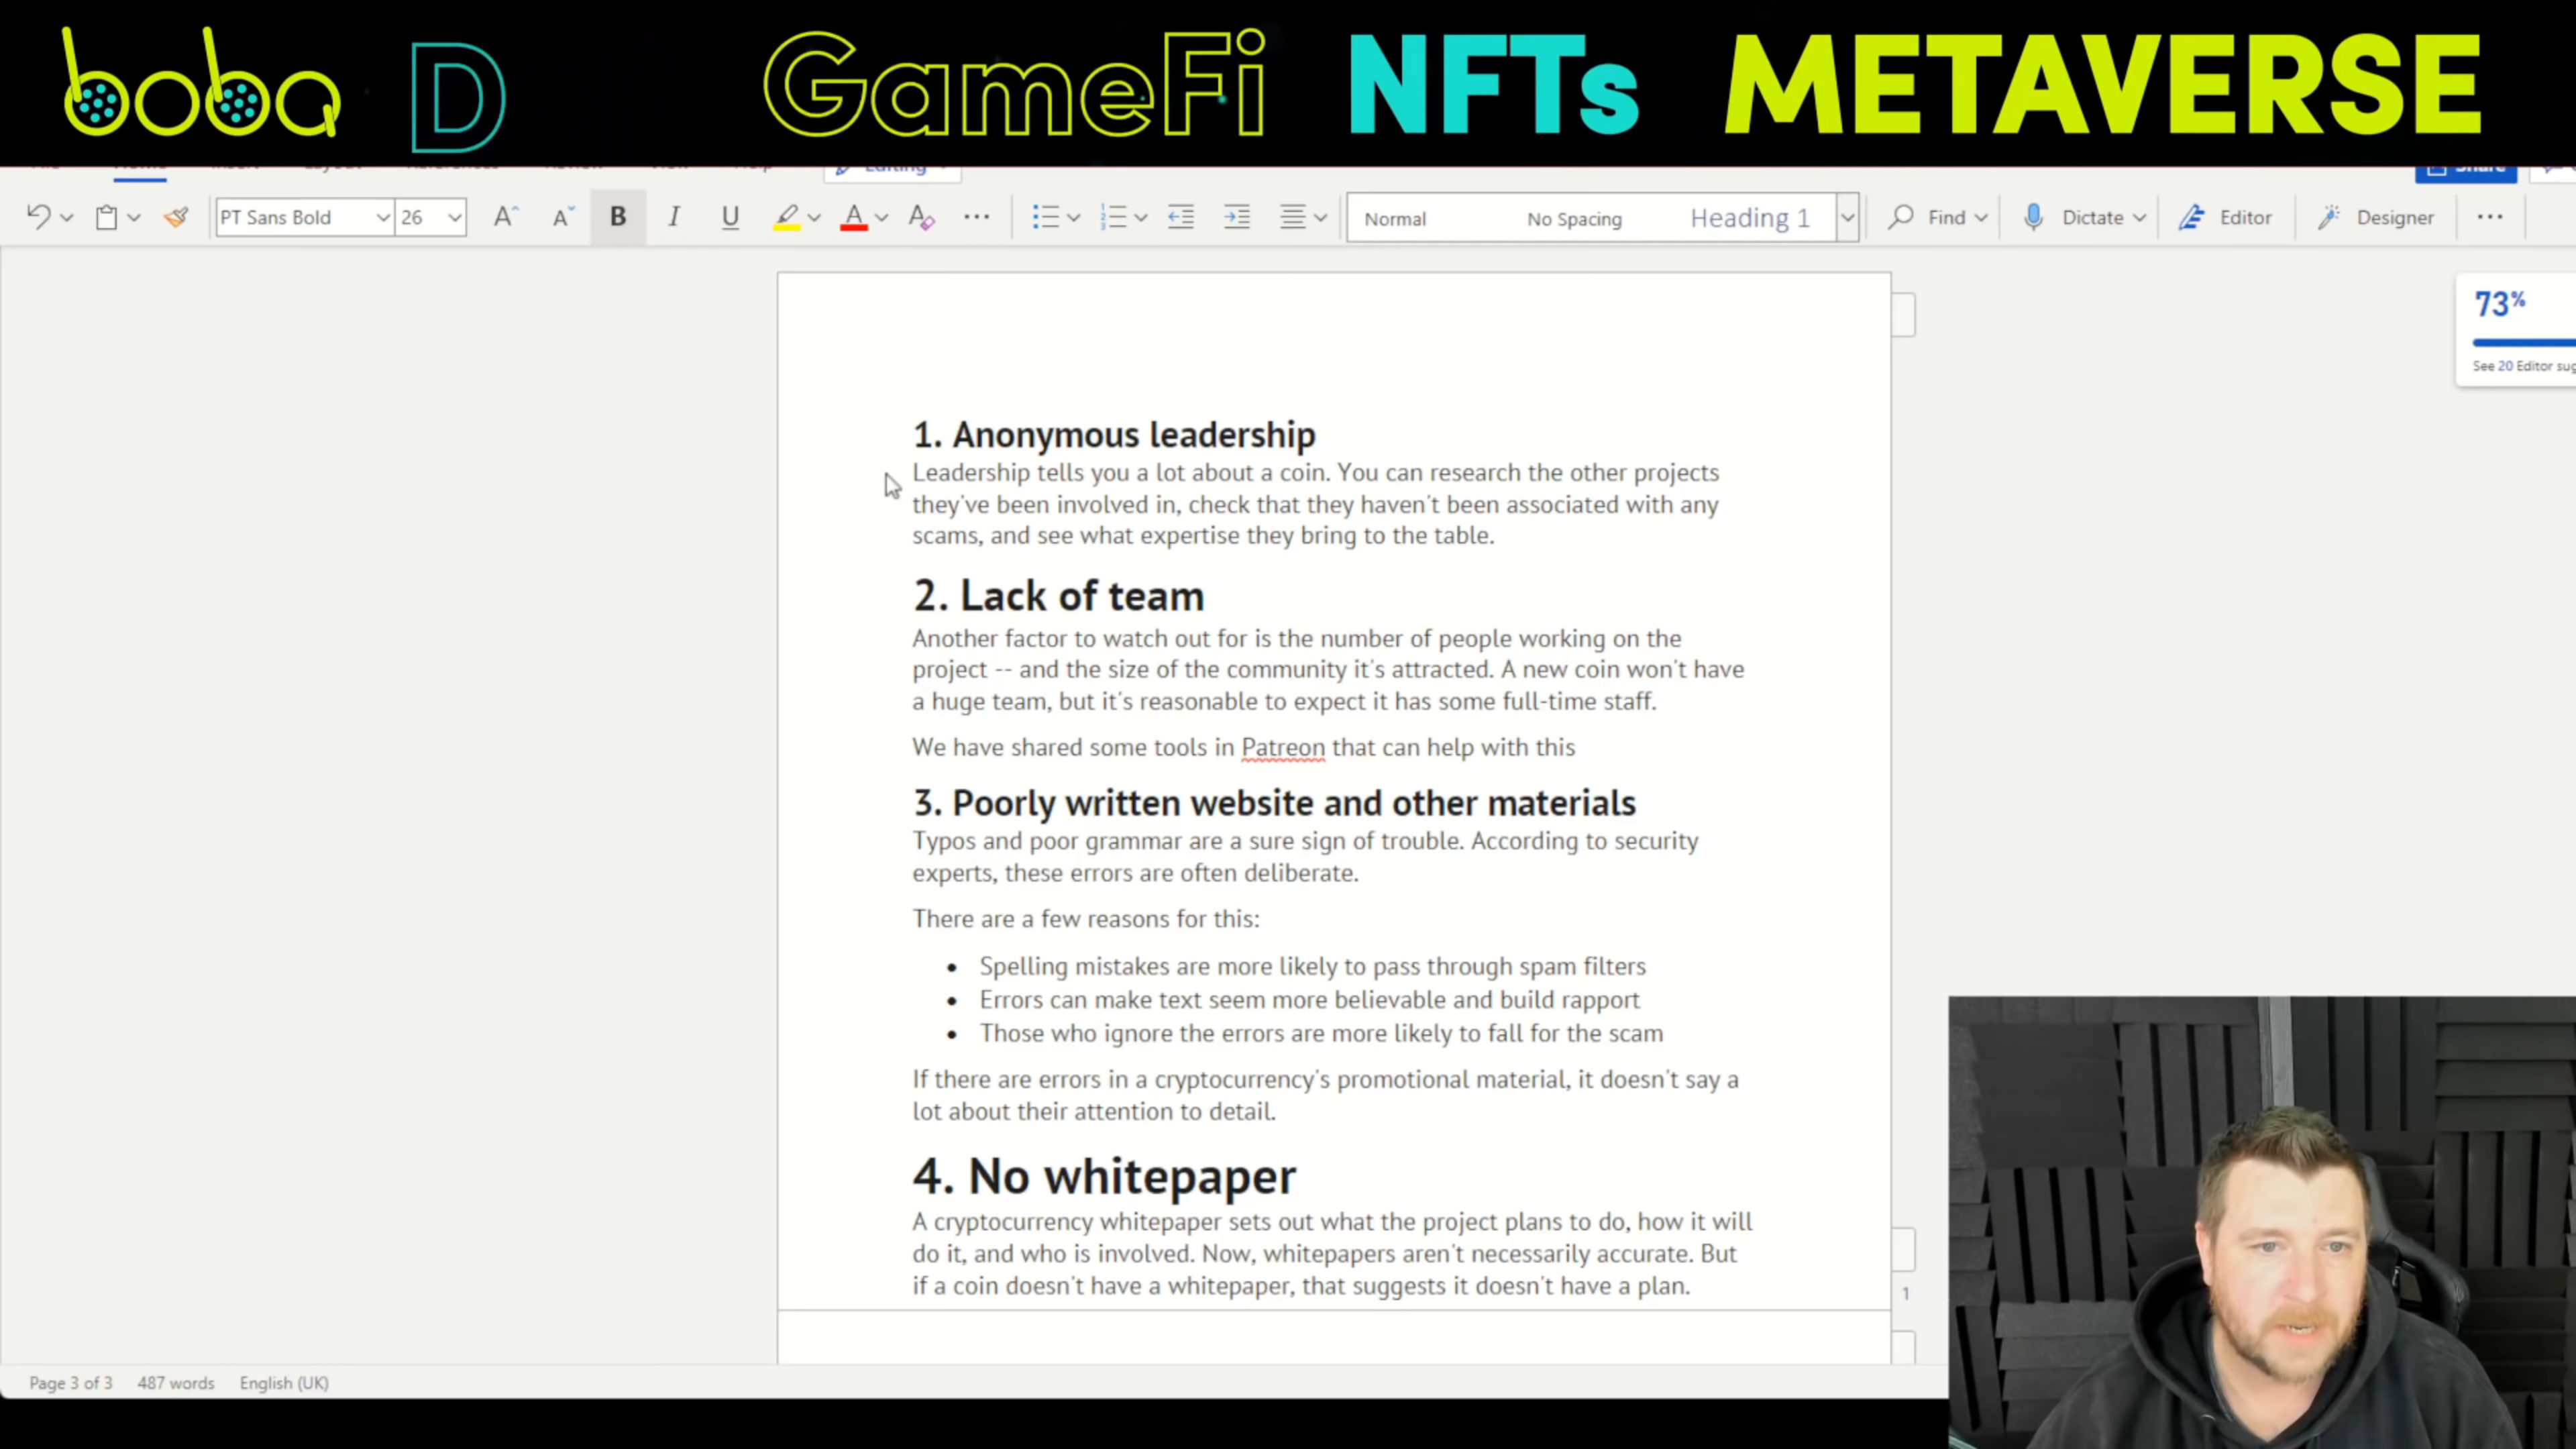 boba D GameFi NFTs METAVERSE
Editing Share
PT Sans Bold 26 B I U A Normal No Spacing Heading 1 Find Dictate Editor Designer
73%
See 20 Editor
1. Anonymous leadership
Leadership tells you a lot about a coin. You can research the other projects
they've been involved in, check that they haven't been associated with any
scams, and see what expertise they bring to the table.
2. Lack of team
Another factor to watch out for is the number of people working on the
project -- and the size of the community it's attracted. A new coin won't have
a huge team, but it's reasonable to expect it has some full-time staff.
We have shared some tools in Patreon that can help with this
3. Poorly written website and other materials
Typos and poor grammar are a sure sign of trouble. According to security
experts, these errors are often deliberate.
There are a few reasons for this:
• Spelling mistakes are more likely to pass through spam filters
• Errors can make text seem more believable and build rapport
• Those who ignore the errors are more likely to fall for the scam
If there are errors in a cryptocurrency's promotional material, it doesn't say a
lot about their attention to detail.
4. No whitepaper
A cryptocurrency whitepaper sets out what the project plans to do, how it will
do it, and who is involved. Now, whitepapers aren't necessarily accurate. But
if a coin doesn't have a whitepaper, that suggests it doesn't have a plan.
1
Page 3 of 3 487 words English (UK)